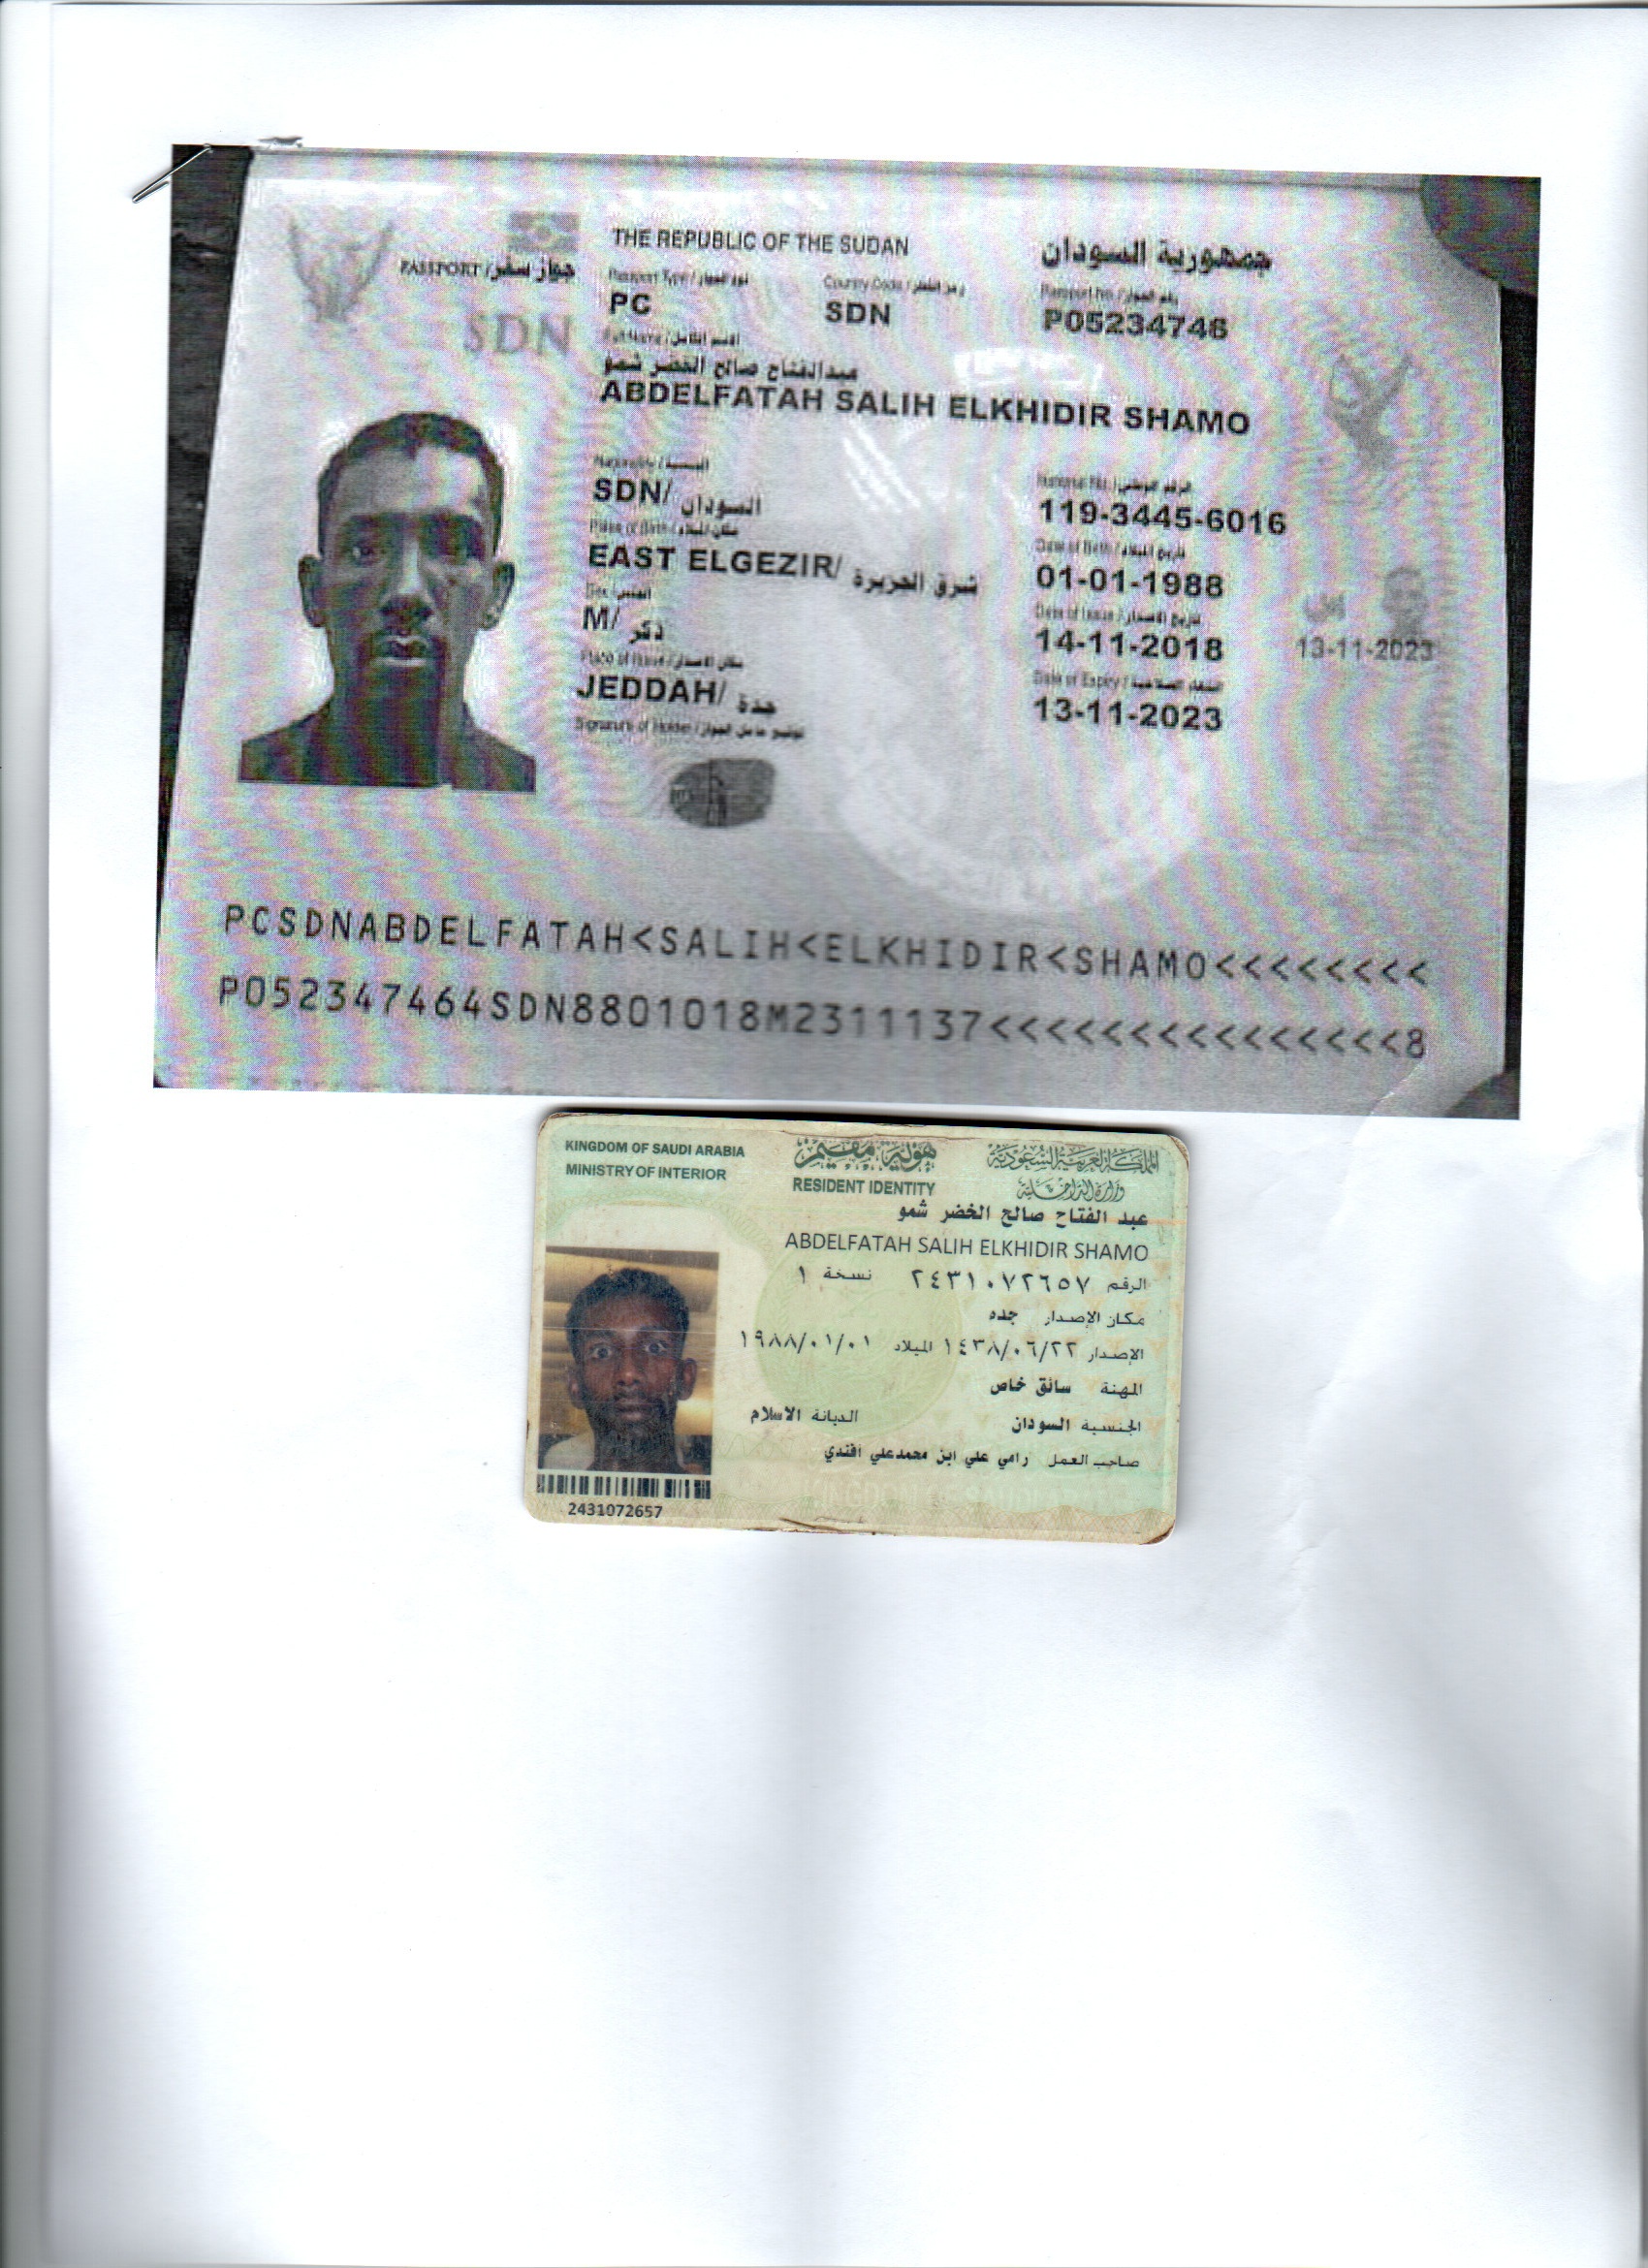 THE REPUBLIC OF THE SUDAN
جمهورية السودان
PASSPORT / جواز سفر
SDN
Passport Type / نوع الجواز
Country Code / رمز القطر
Passport No. / رقم الجواز
PC
SDN
P05234746
Full Name / الاسم الكامل
عبدالفتاح صالح الخضر شمو
ABDELFATAH SALIH ELKHIDIR SHAMO
Nationality / الجنسية
National No. / الرقم الوطني
SDN/ السودان
119-3445-6016
Place of Birth / مكان الميلاد
Date of Birth / تاريخ الميلاد
EAST ELGEZIR/ شرق الجزيرة
01-01-1988
Sex / الجنس
Date of Issue / تاريخ الاصدار
M/ ذكر
14-11-2018
13-11-2023
Place of Issue / مكان الاصدار
Date of Expiry /
JEDDAH/ جدة
13-11-2023
Signature of Holder / توقيع حامل الجواز
PCSDNABDELFATAH<SALIH<ELKHIDIR<SHAMO<<<<<<<<
P052347464SDN8801018M2311137<<<<<<<<<<<<<<<8
KINGDOM OF SAUDI ARABIA
هوية مقيم
المملكة العربية السعودية
MINISTRY OF INTERIOR
RESIDENT IDENTITY
وزارة الداخلية
عبد الفتاح صالح الخضر شمو
ABDELFATAH SALIH ELKHIDIR SHAMO
الرقم ٢٤٣١٠٧٢٦٥٧ نسخة ١
مكان الإصدار جده
الإصدار ١٤٣٨/٠٦/٢٢ الميلاد ١٩٨٨/٠١/٠١
المهنة سائق خاص
الجنسية السودان الديانة الاسلام
صاحب العمل رامي علي ابن محمدعلي افندي
2431072657